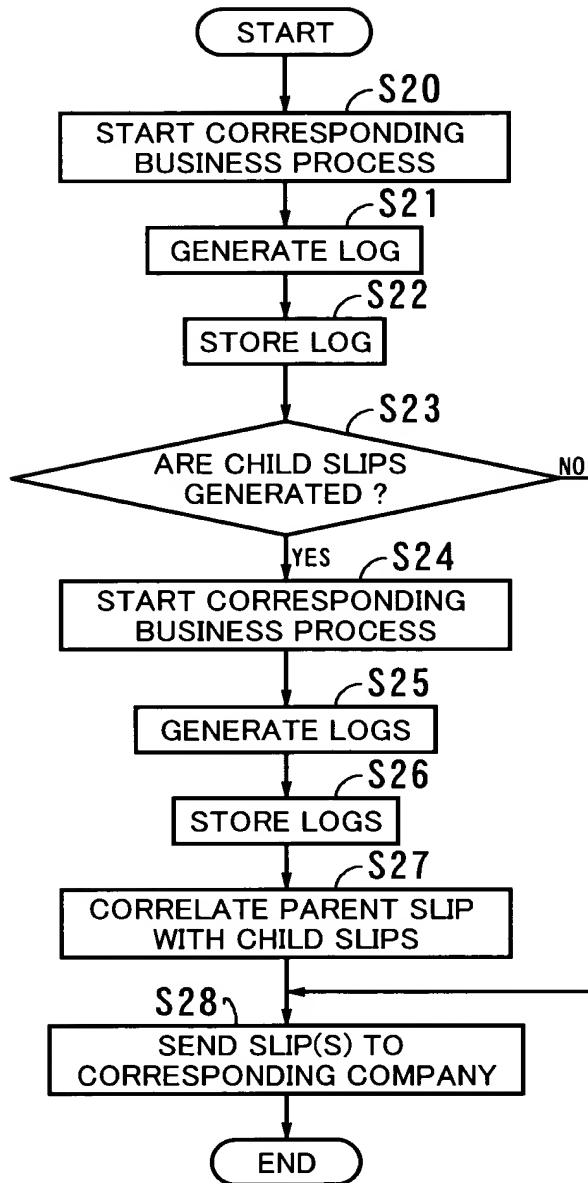 START
S20
START CORRESPONDING
BUSINESS PROCESS
S21
GENERATE LOG
S22
STORE LOG
S23
ARE CHILD SLIPS
GENERATED ?
NO
YES
S24
START CORRESPONDING
BUSINESS PROCESS
S25
GENERATE LOGS
S26
STORE LOGS
S27
CORRELATE PARENT SLIP
WITH CHILD SLIPS
S28
SEND SLIP(S) TO
CORRESPONDING COMPANY
END